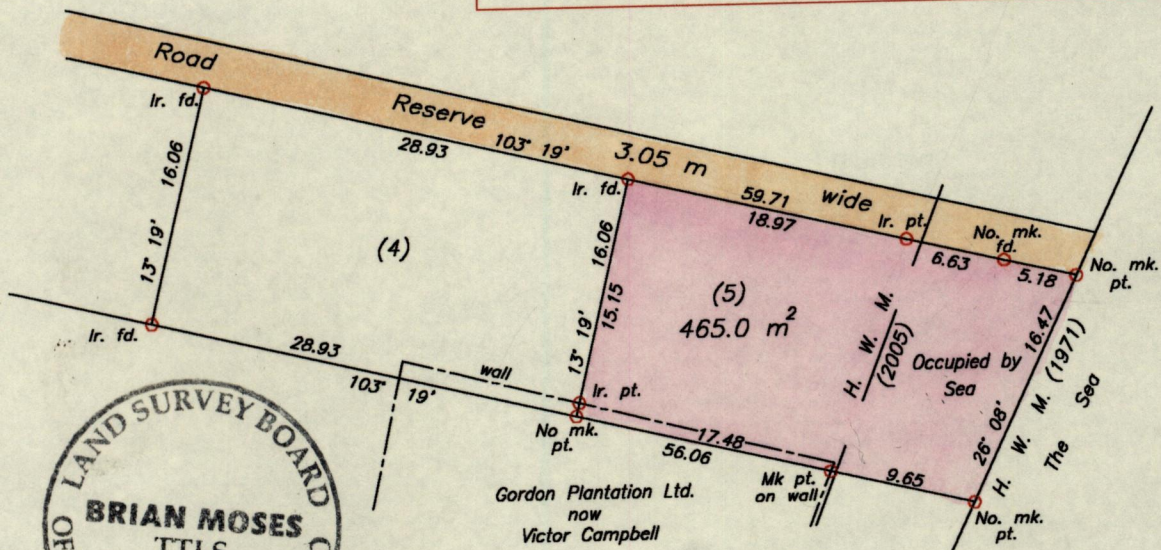 Road
Reserve
3.05 m
wide
Ir. fd.
28.93
103° 19'
59.71
18.97
Ir. fd.
Ir. pt.
6.63
No. mk.
fd.
5.18
No. mk.
pt.
16.06
13° 19'
(4)
16.06
15.15
13° 19'
(5)
465.0 m²
H. W. M.
(2005)
Occupied by
Sea
16.47
26° 08'
H. W. M. (1971)
The Sea
Ir. fd.
28.93
103° 19'
wall
Ir. pt.
No mk.
pt.
17.48
56.06
Mk pt.
on wall
9.65
No. mk.
pt.
Gordon Plantation Ltd.
now
Victor Campbell
LAND SURVEY BOARD
BRIAN MOSES
TTLS